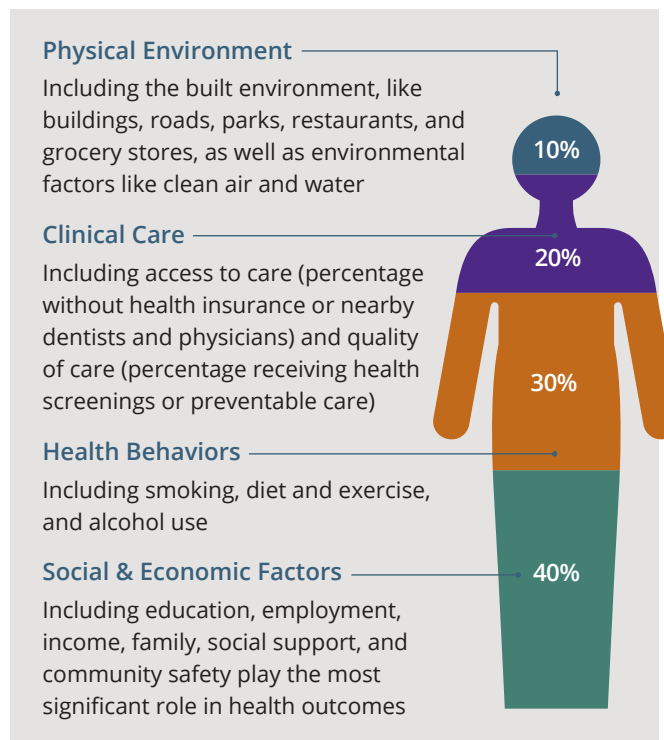 Physical Environment
Including the built environment, like
buildings, roads, parks, restaurants, and
grocery stores, as well as environmental
factors like clean air and water
10%
Clinical Care
Including access to care (percentage
without health insurance or nearby
dentists and physicians) and quality
of care (percentage receiving health
screenings or preventable care)
20%
Health Behaviors
Including smoking, diet and exercise,
and alcohol use
30%
Social & Economic Factors
Including education, employment,
income, family, social support, and
community safety play the most
significant role in health outcomes
40%